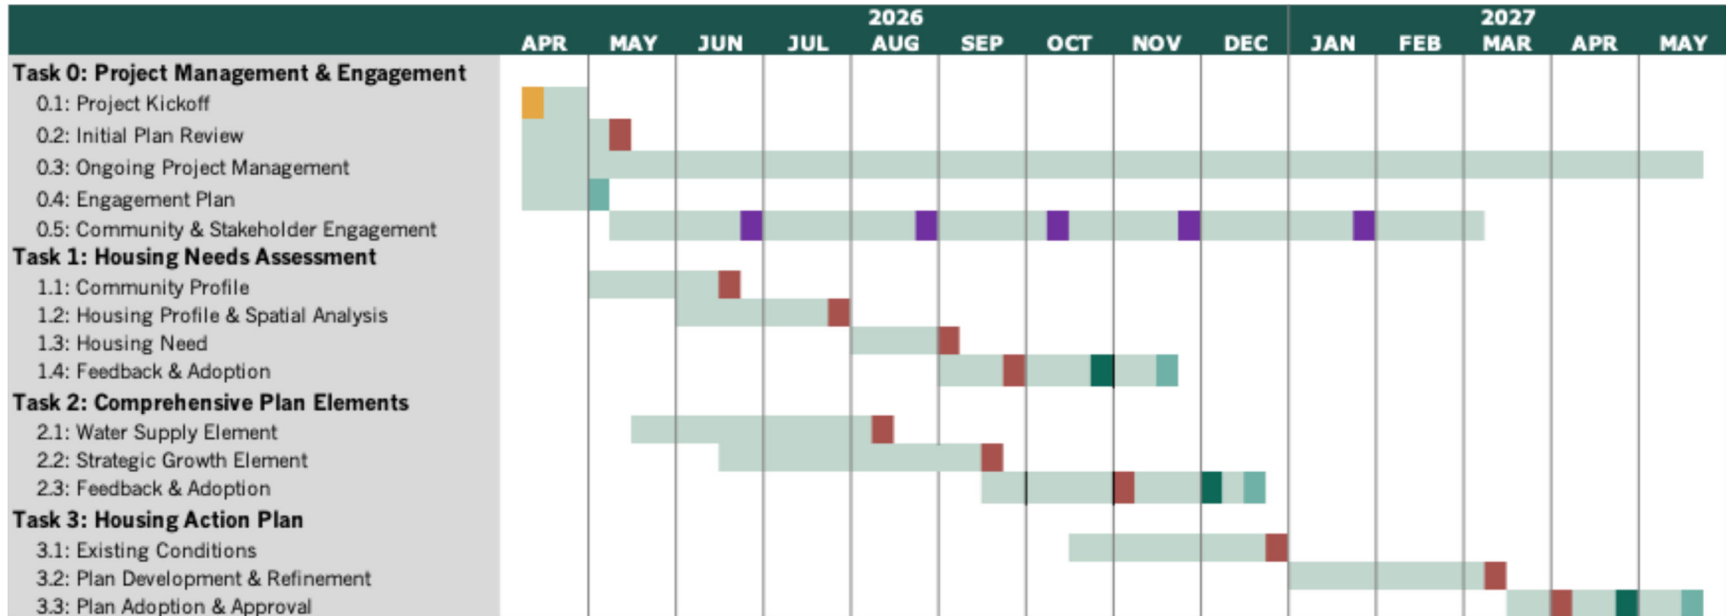 2026 2027
APR MAY JUN JUL AUG SEP OCT NOV DEC JAN FEB MAR APR MAY
Task 0: Project Management & Engagement
0.1: Project Kickoff
0.2: Initial Plan Review
0.3: Ongoing Project Management
0.4: Engagement Plan
0.5: Community & Stakeholder Engagement
Task 1: Housing Needs Assessment
1.1: Community Profile
1.2: Housing Profile & Spatial Analysis
1.3: Housing Need
1.4: Feedback & Adoption
Task 2: Comprehensive Plan Elements
2.1: Water Supply Element
2.2: Strategic Growth Element
2.3: Feedback & Adoption
Task 3: Housing Action Plan
3.1: Existing Conditions
3.2: Plan Development & Refinement
3.3: Plan Adoption & Approval